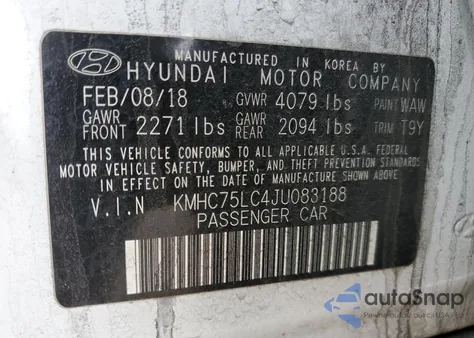 MANUFACTURED IN KOREA BY
HYUNDAI MOTOR COMPANY
FEB/08/18 GVWR 4079 lbs PAINT WAW
GAWR FRONT 2271 lbs GAWR REAR 2094 lbs TRIM T9Y
THIS VEHICLE CONFORMS TO ALL APPLICABLE U.S.A. FEDERAL
MOTOR VEHICLE SAFETY, BUMPER, AND THEFT PREVENTION STANDARDS
IN EFFECT ON THE DATE OF MANUFACTURE SHOWN ABOVE.
V.I.N KMHC75LC4JU083188
PASSENGER CAR
autoSnap